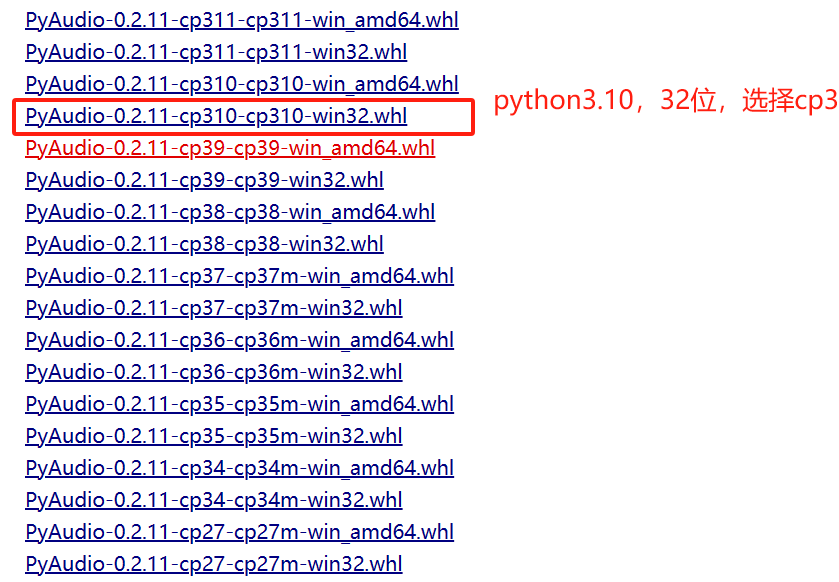 PyAudio-0.2.11-cp311-cp311-win_amd64.whl
PyAudio-0.2.11-cp311-cp311-win32.whl
PyAudio-0.2.11-cp310-cp310-win_amd64.whl
PyAudio-0.2.11-cp310-cp310-win32.whl
python3.10，32位，选择cp3
PyAudio-0.2.11-cp39-cp39-win_amd64.whl
PyAudio-0.2.11-cp39-cp39-win32.whl
PyAudio-0.2.11-cp38-cp38-win_amd64.whl
PyAudio-0.2.11-cp38-cp38-win32.whl
PyAudio-0.2.11-cp37-cp37m-win_amd64.whl
PyAudio-0.2.11-cp37-cp37m-win32.whl
PyAudio-0.2.11-cp36-cp36m-win_amd64.whl
PyAudio-0.2.11-cp36-cp36m-win32.whl
PyAudio-0.2.11-cp35-cp35m-win_amd64.whl
PyAudio-0.2.11-cp35-cp35m-win32.whl
PyAudio-0.2.11-cp34-cp34m-win_amd64.whl
PyAudio-0.2.11-cp34-cp34m-win32.whl
PyAudio-0.2.11-cp27-cp27m-win_amd64.whl
PyAudio-0.2.11-cp27-cp27m-win32.whl